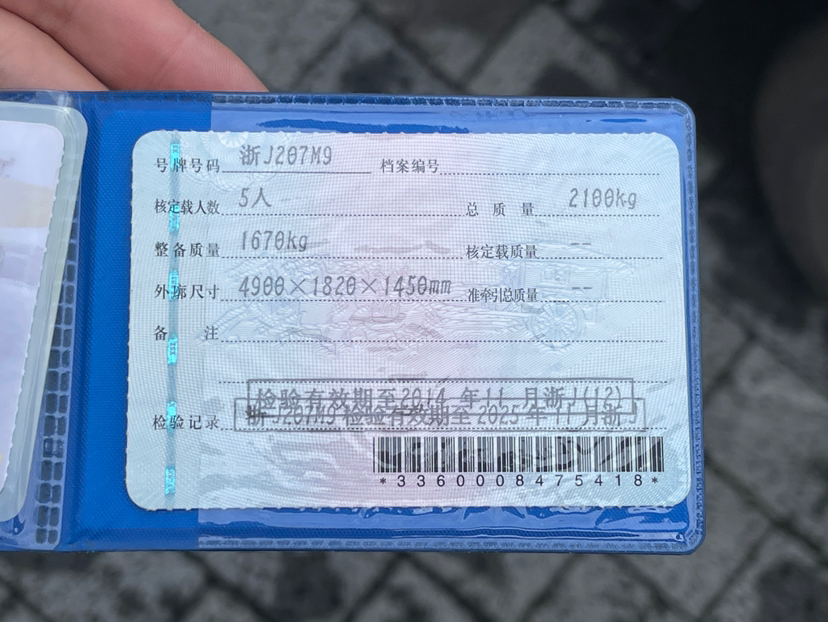 号牌号码 浙J207M9 档案编号
核定载人数 5人 总质量 2100kg
整备质量 1670kg 核定载质量 --
外廓尺寸 4900×1820×1450mm 准牵引总质量 --
备注
检验有效期至2014年11月浙J(12)
检验记录 浙J207M9 检验有效期至2025年11月浙J
*3360008475418*